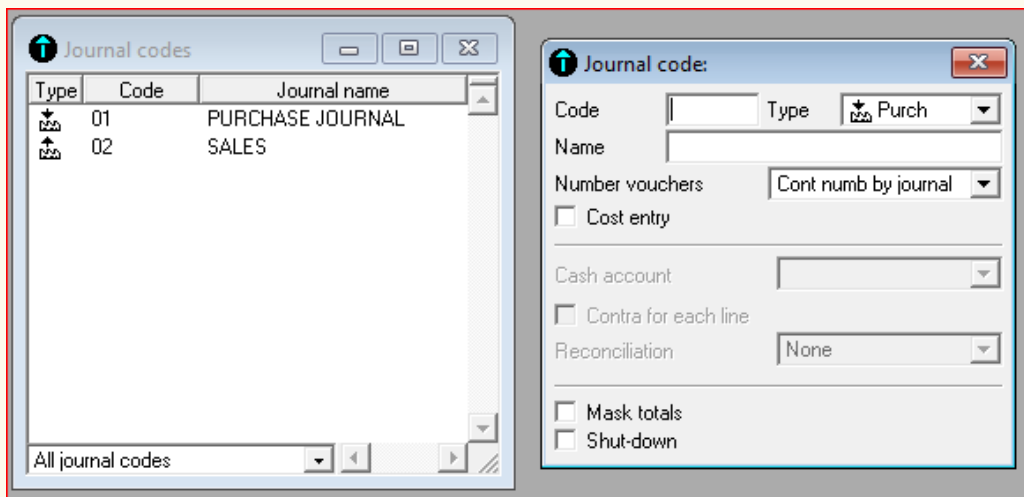 Journal codes
Type Code Journal name
01 PURCHASE JOURNAL
02 SALES
All journal codes
Journal code:
Code Type Purch
Name
Number vouchers Cont numb by journal
Cost entry
Cash account
Contra for each line
Reconciliation None
Mask totals
Shut-down